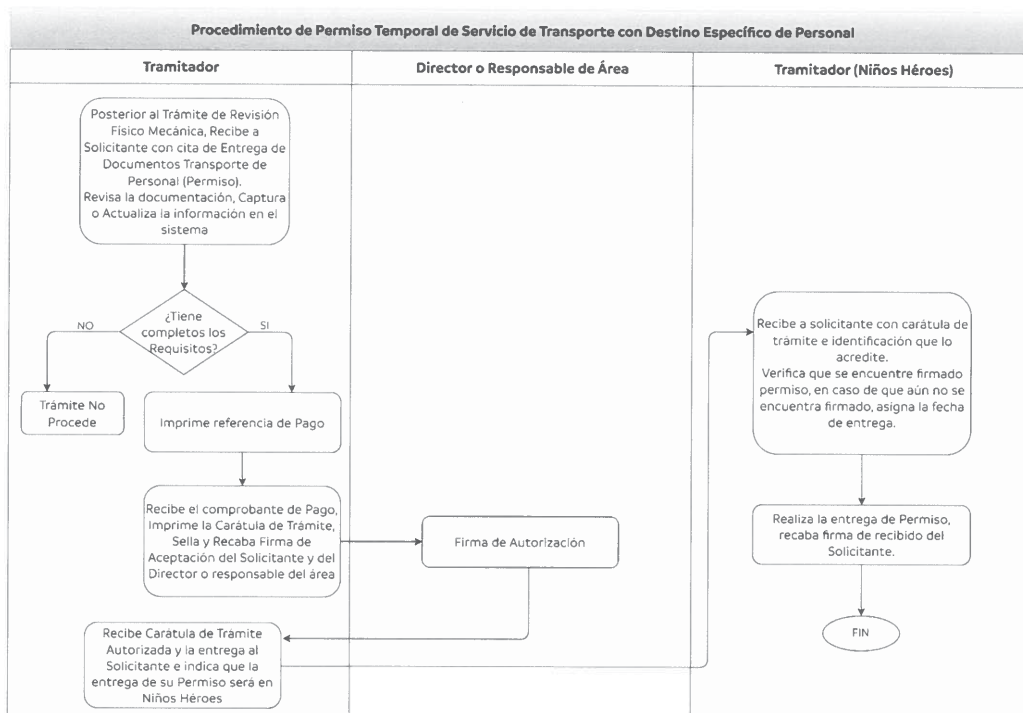 Procedimiento de Permiso Temporal de Servicio de Transporte con Destino Específico de Personal
Tramitador
Director o Responsable de Área
Tramitador (Niños Héroes)
Posterior al Trámite de Revisión
Físico Mecánica, Recibe a
Solicitante con cita de Entrega de
Documentos Transporte de
Personal (Permiso).
Revisa la documentación, Captura
o Actualiza la información en el
sistema
¿Tiene
completos los
Requisitos?
NO
SI
Trámite No
Procede
Imprime referencia de Pago
Recibe el comprobante de Pago,
Imprime la Carátula de Trámite,
Sella y Recaba Firma de
Aceptación del Solicitante y del
Director o responsable del área
Firma de Autorización
Recibe Carátula de Trámite
Autorizada y la entrega al
Solicitante e indica que la
entrega de su Permiso será en
Niños Héroes
Recibe a solicitante con carátula de
trámite e identificación que lo
acredite.
Verifica que se encuentre firmado
permiso, en caso de que aún no se
encuentra firmado, asigna la fecha
de entrega.
Realiza la entrega de Permiso,
recaba firma de recibido del
Solicitante.
FIN